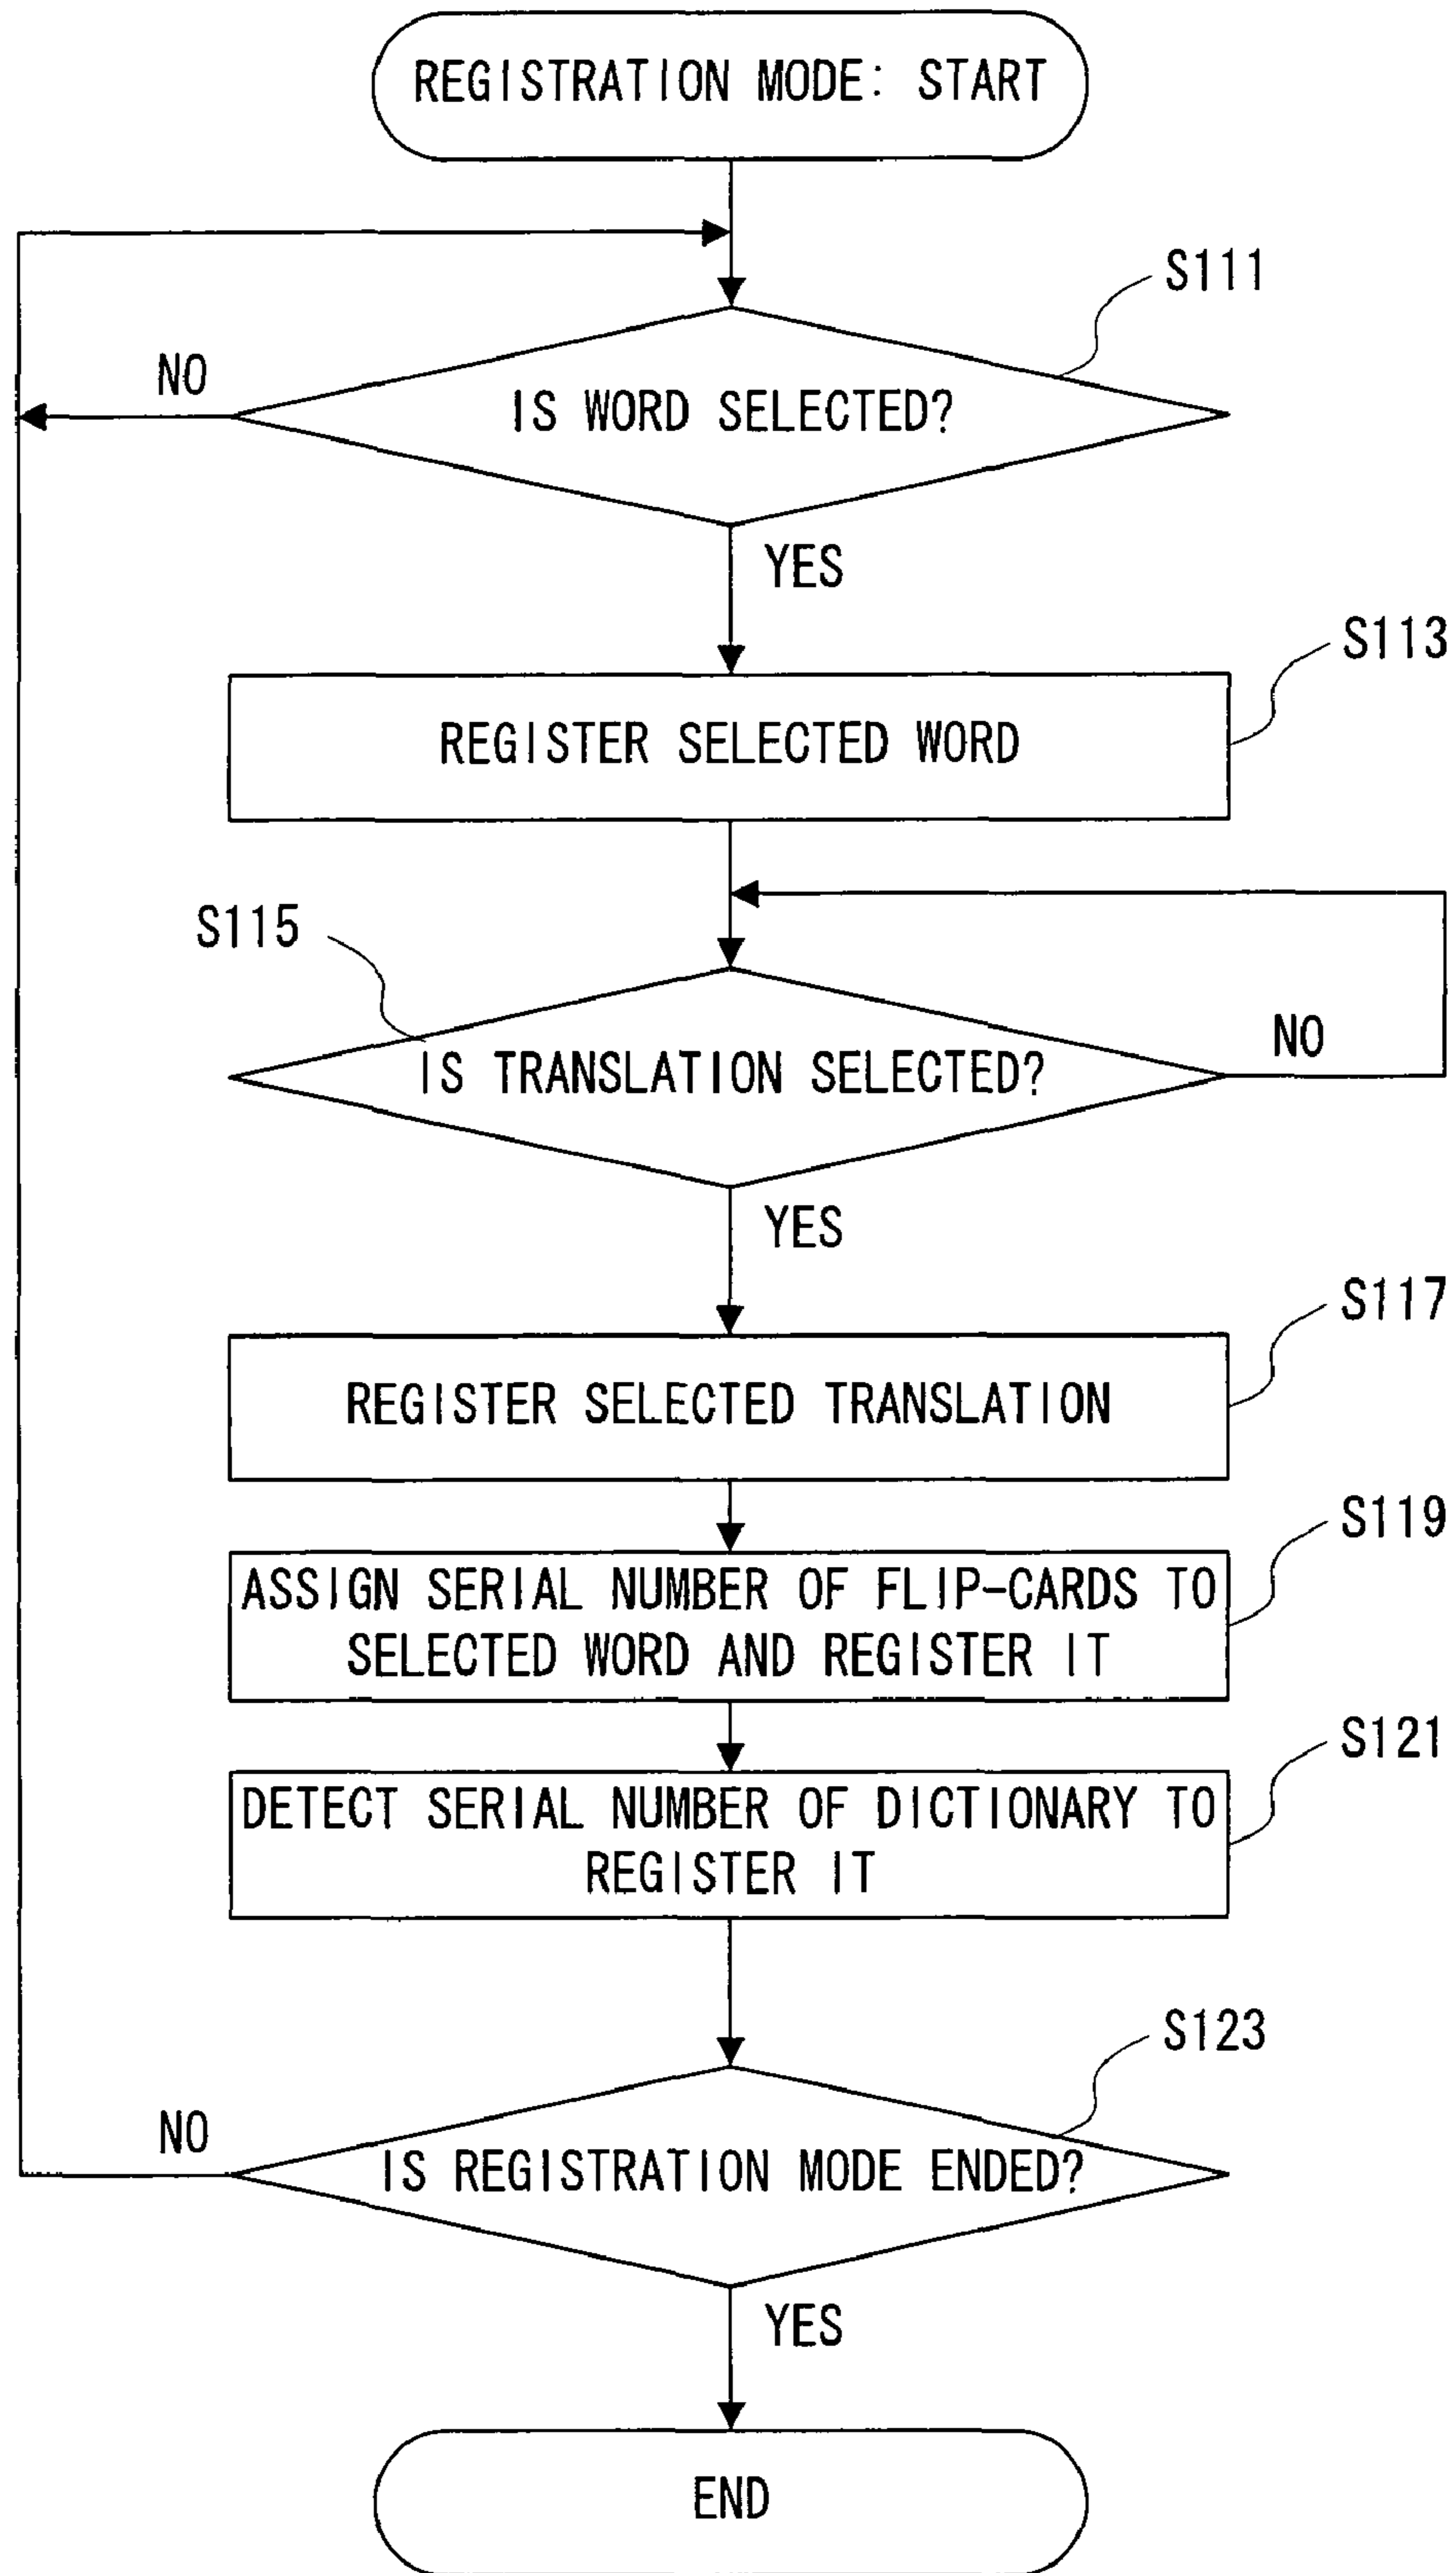 REGISTRATION MODE: START
S111
NO
IS WORD SELECTED?
YES
S113
REGISTER SELECTED WORD
S115
IS TRANSLATION SELECTED?
NO
YES
S117
REGISTER SELECTED TRANSLATION
S119
ASSIGN SERIAL NUMBER OF FLIP-CARDS TO
SELECTED WORD AND REGISTER IT
S121
DETECT SERIAL NUMBER OF DICTIONARY TO
REGISTER IT
S123
NO
IS REGISTRATION MODE ENDED?
YES
END